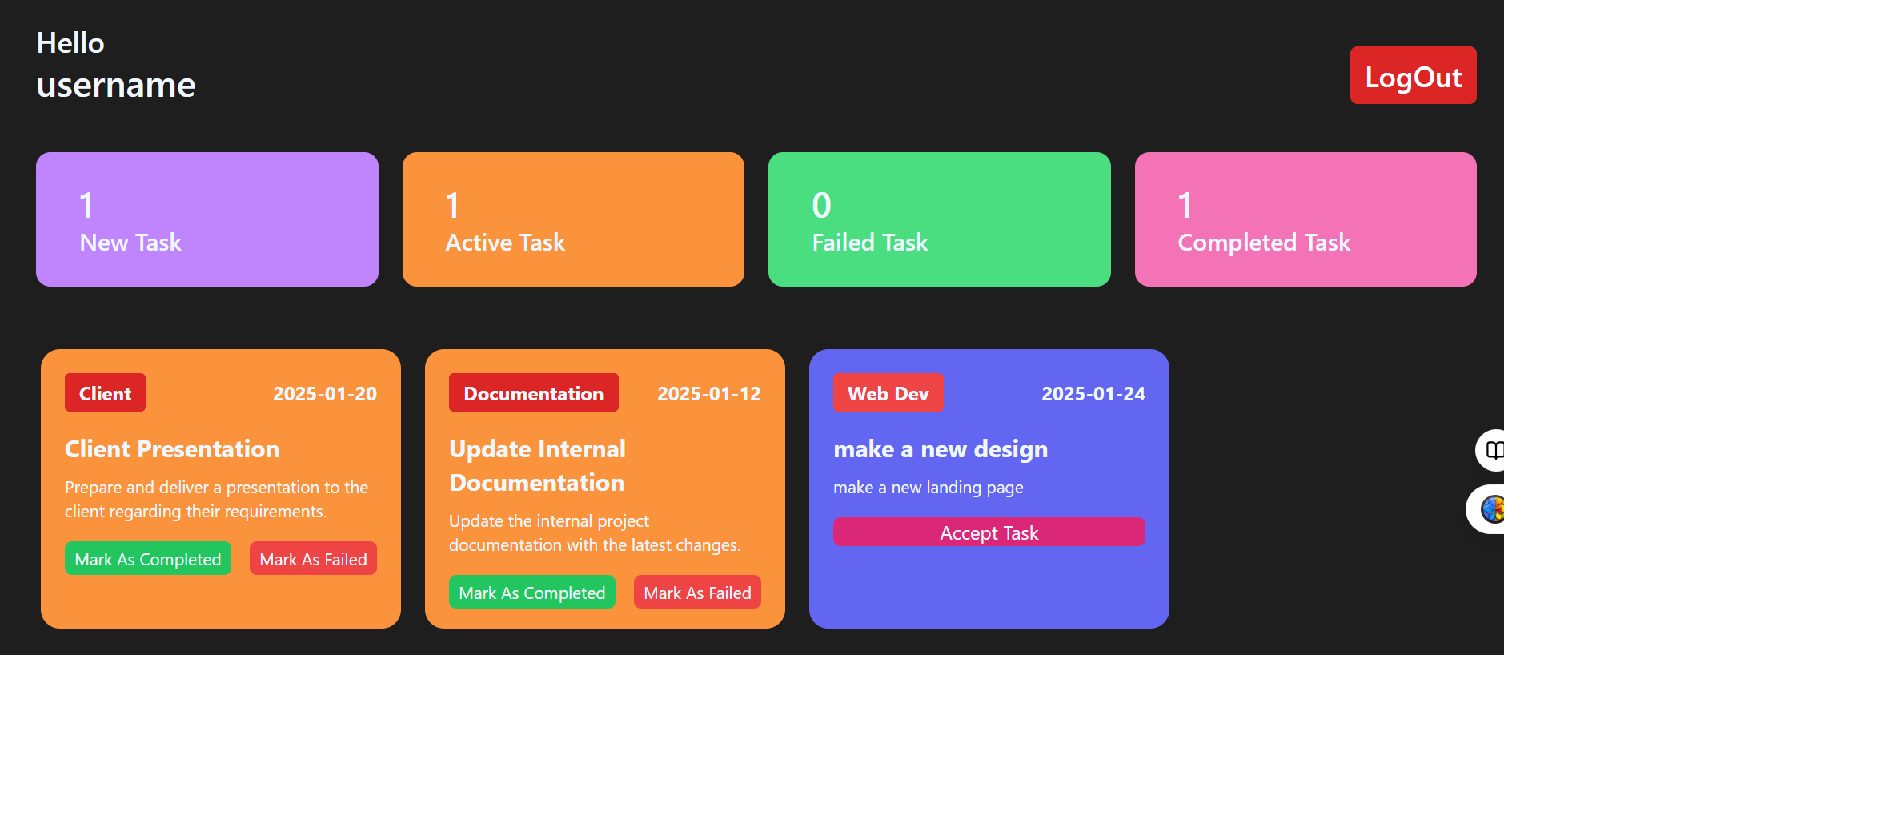 Hello
username
LogOut
1
New Task
1
Active Task
0
Failed Task
1
Completed Task
Client
2025-01-20
Client Presentation
Prepare and deliver a presentation to the
client regarding their requirements.
Mark As Completed
Mark As Failed
Documentation
2025-01-12
Update Internal
Documentation
Update the internal project
documentation with the latest changes.
Mark As Completed
Mark As Failed
Web Dev
2025-01-24
make a new design
make a new landing page
Accept Task